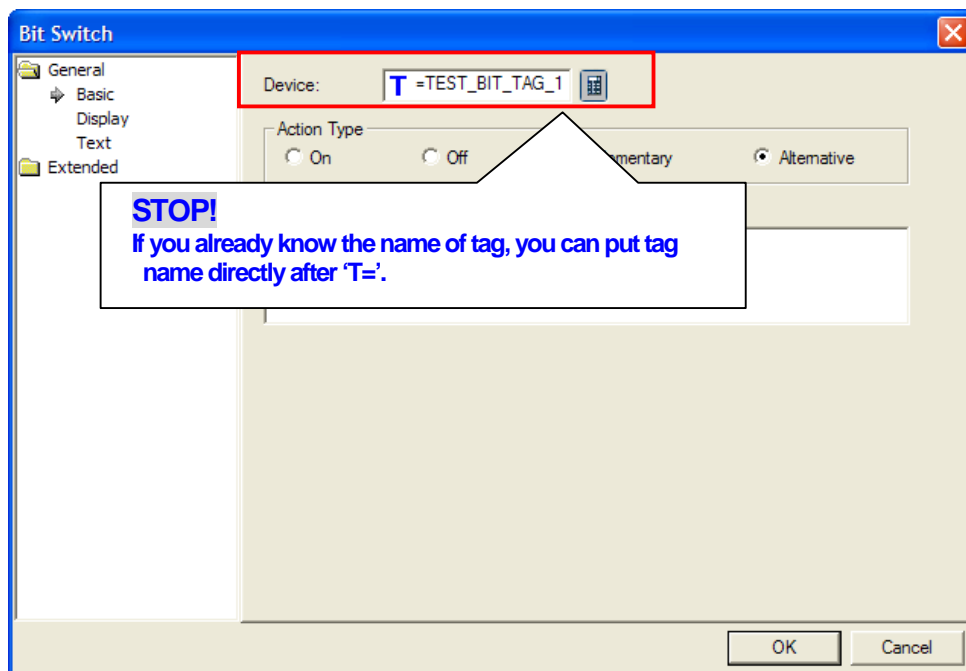 Bit Switch
General
Basic
Display
Text
Extended
Device: T =TEST_BIT_TAG_1
Action Type
On Off mentary Alternative
STOP!
If you already know the name of tag, you can put tag
name directly after ‘T=’.
OK Cancel